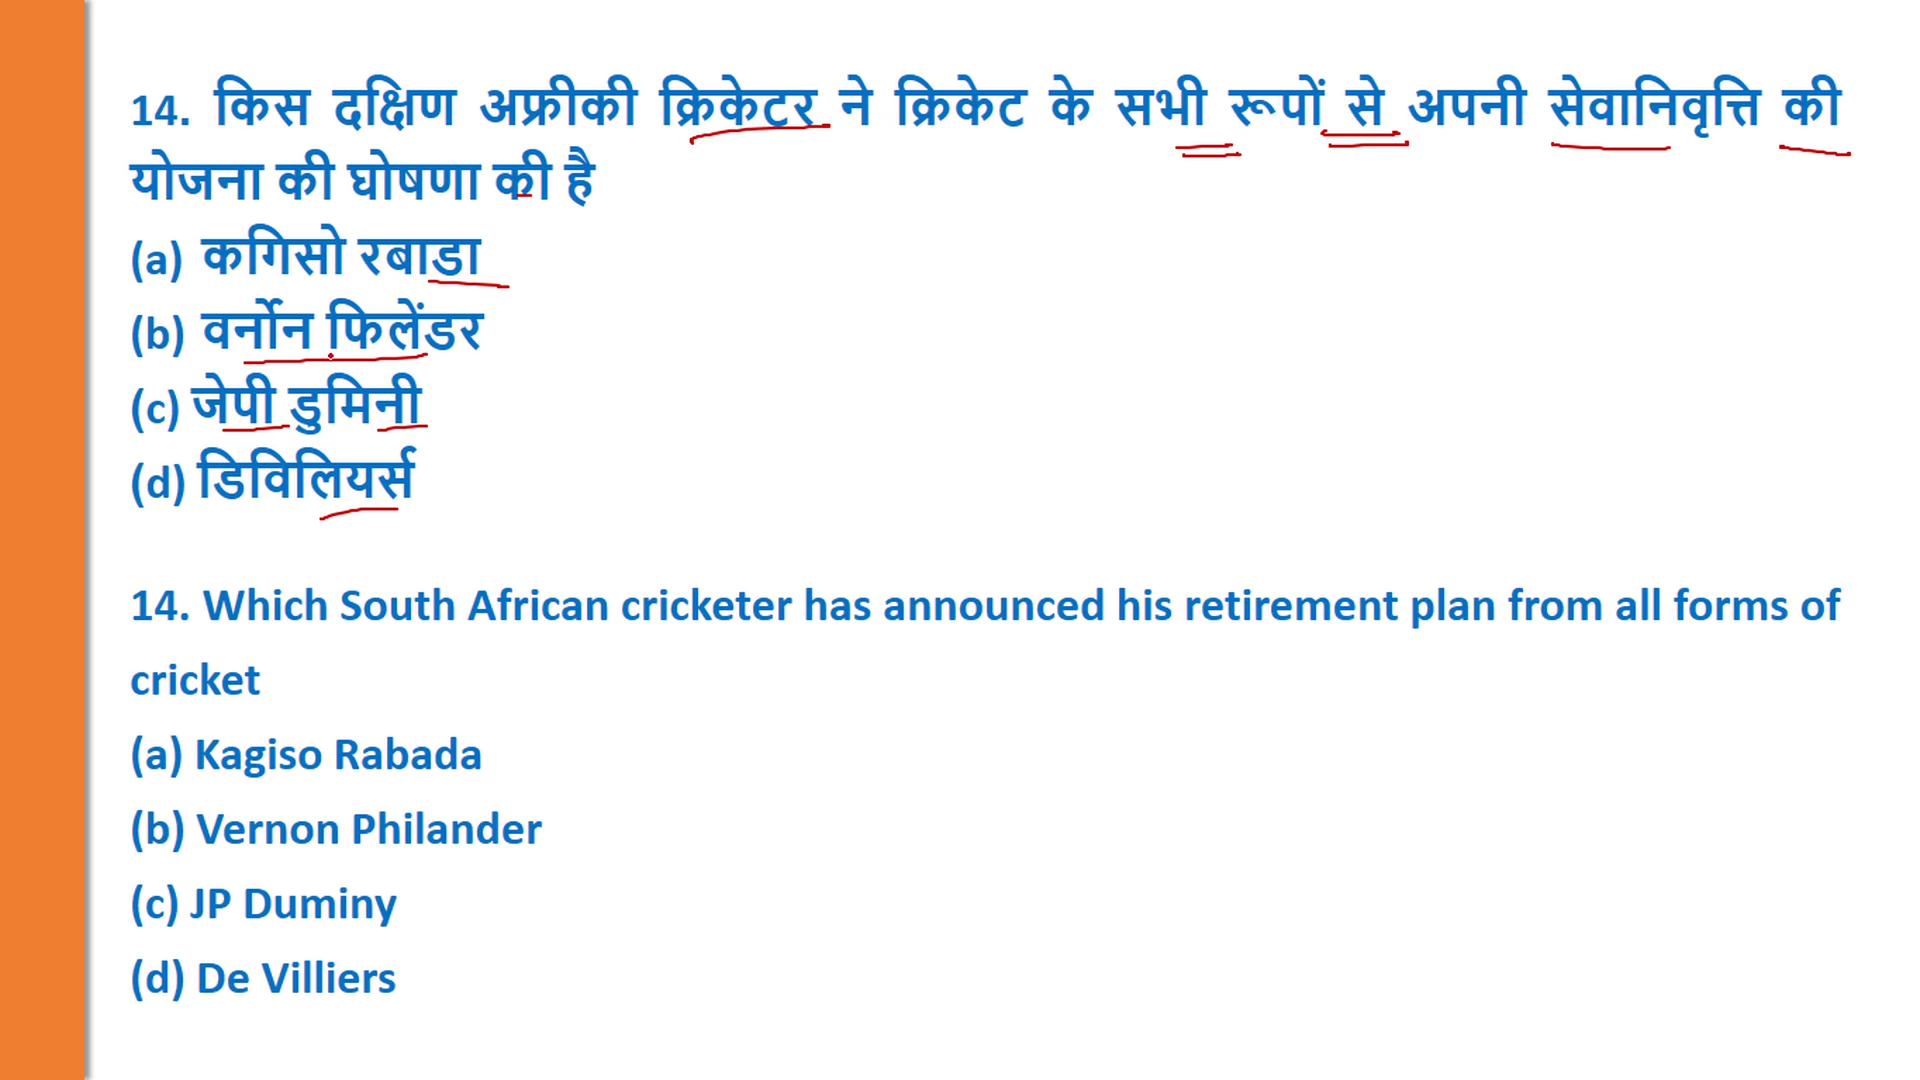 14. किस दक्षिण अफ्रीकी क्रिकेटर ने क्रिकेट के सभी रूपों से अपनी सेवानिवृत्ति की
योजना की घोषणा की है
(a) कगिसो रबाडा
(b) वर्नोन फिलेंडर
(c) जेपी डुमिनी
(d) डिविलियर्स
14. Which South African cricketer has announced his retirement plan from all forms of
cricket
(a) Kagiso Rabada
(b) Vernon Philander
(c) JP Duminy
(d) De Villiers